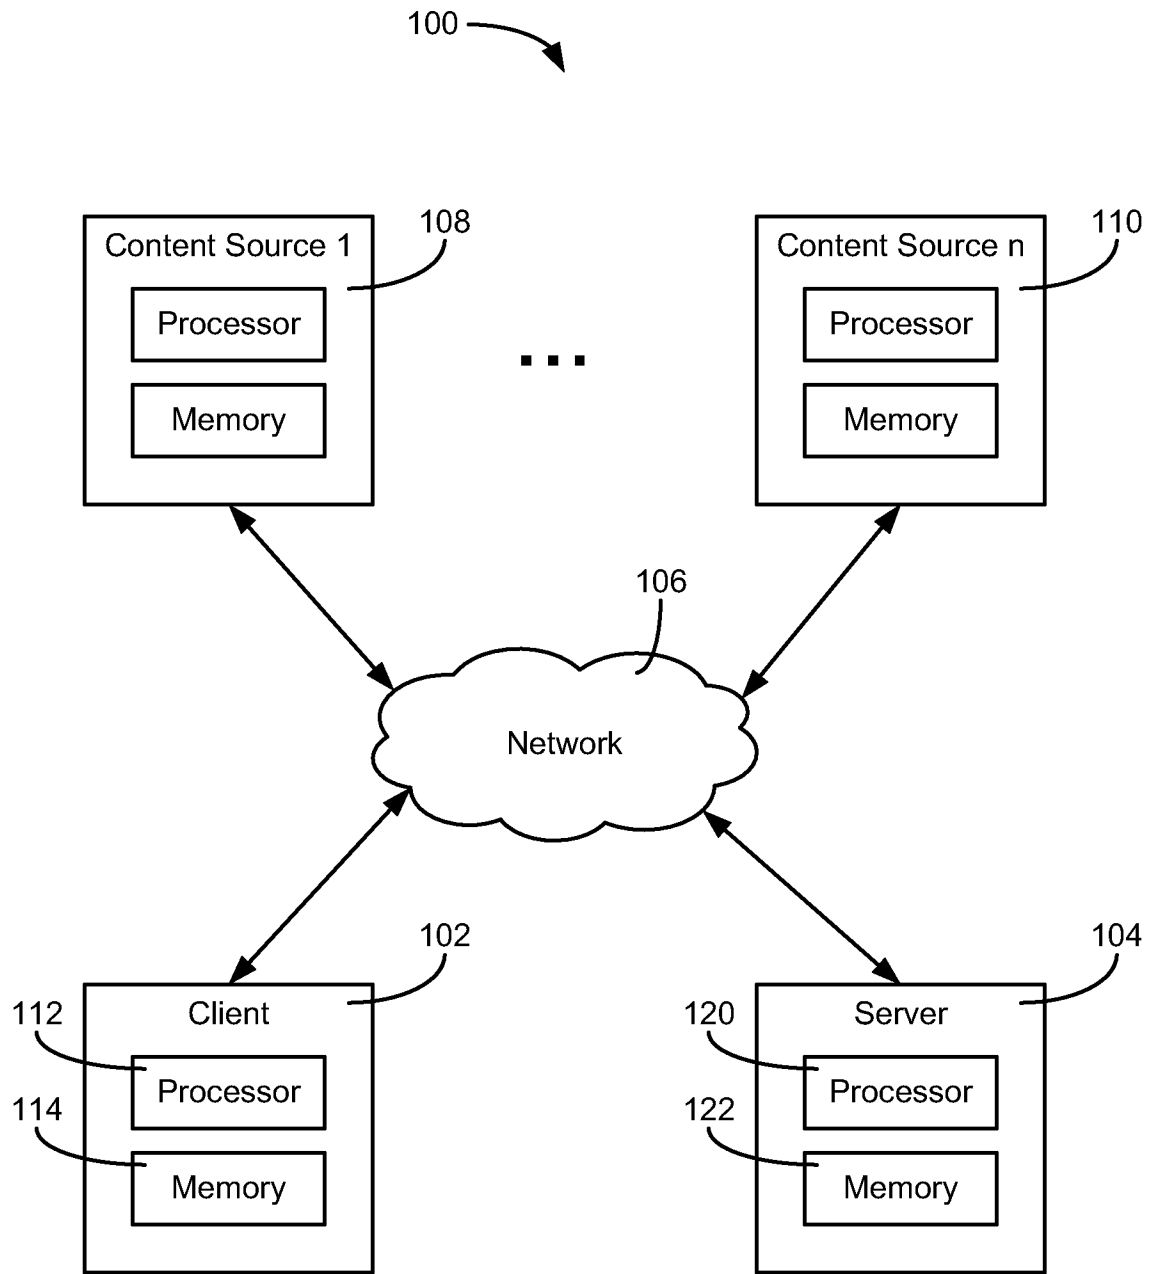 100
108
110
Content Source 1
Content Source n
Processor
Processor
...
Memory
Memory
106
Network
102
104
Client
Server
112
120
Processor
Processor
114
122
Memory
Memory